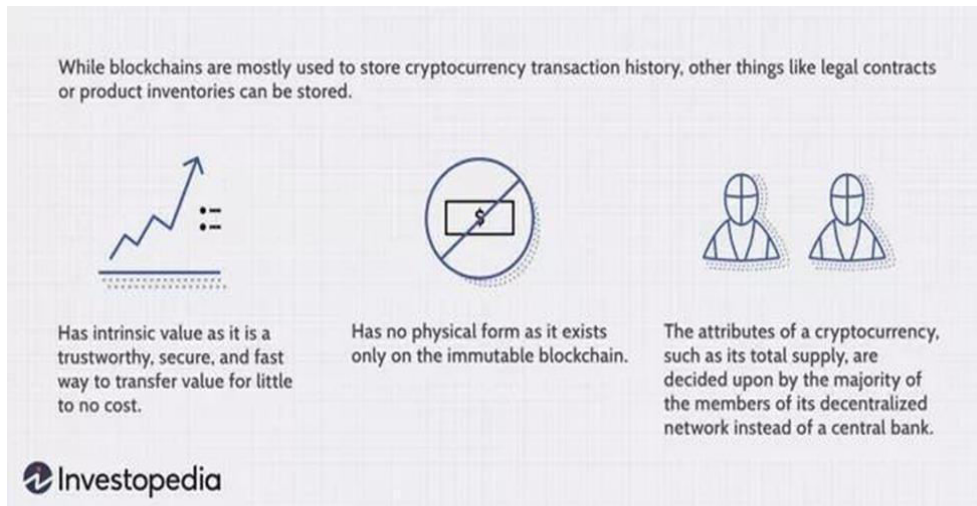 While blockchains are mostly used to store cryptocurrency transaction history, other things like legal contracts
or product inventories can be stored.
$
Has intrinsic value as it is a
trustworthy, secure, and fast
way to transfer value for little
to no cost.
Has no physical form as it exists
only on the immutable blockchain.
The attributes of a cryptocurrency,
such as its total supply, are
decided upon by the majority of
the members of its decentralized
network instead of a central bank.
Investopedia